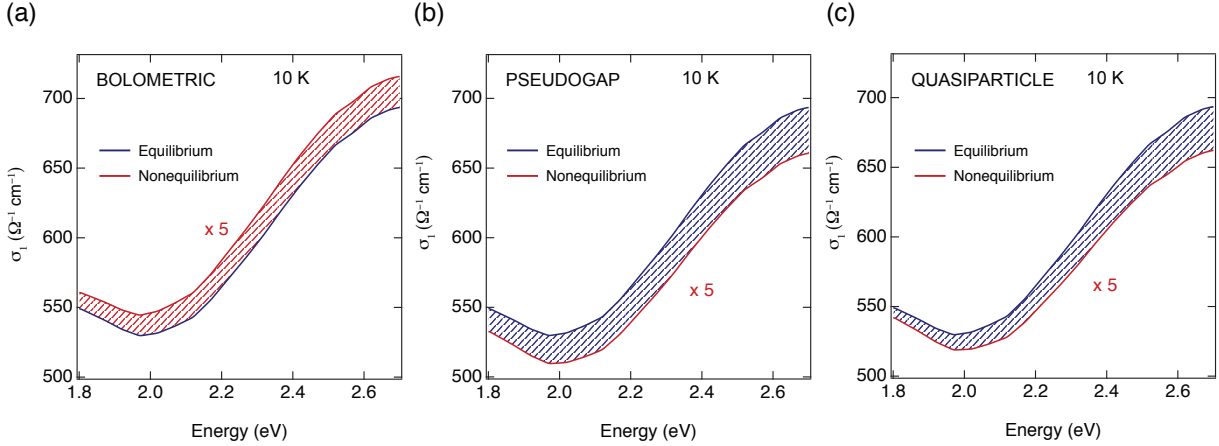 (a)
BOLOMETRIC 10 K
Equilibrium
Nonequilibrium
x 5
700
650
600
550
500
σ₁ (Ω⁻¹ cm⁻¹)
1.8 2.0 2.2 2.4 2.6
Energy (eV)
(b)
PSEUDOGAP 10 K
Equilibrium
Nonequilibrium
x 5
700
650
600
550
500
σ₁ (Ω⁻¹ cm⁻¹)
1.8 2.0 2.2 2.4 2.6
Energy (eV)
(c)
QUASIPARTICLE 10 K
Equilibrium
Nonequilibrium
x 5
700
650
600
550
500
σ₁ (Ω⁻¹ cm⁻¹)
1.8 2.0 2.2 2.4 2.6
Energy (eV)